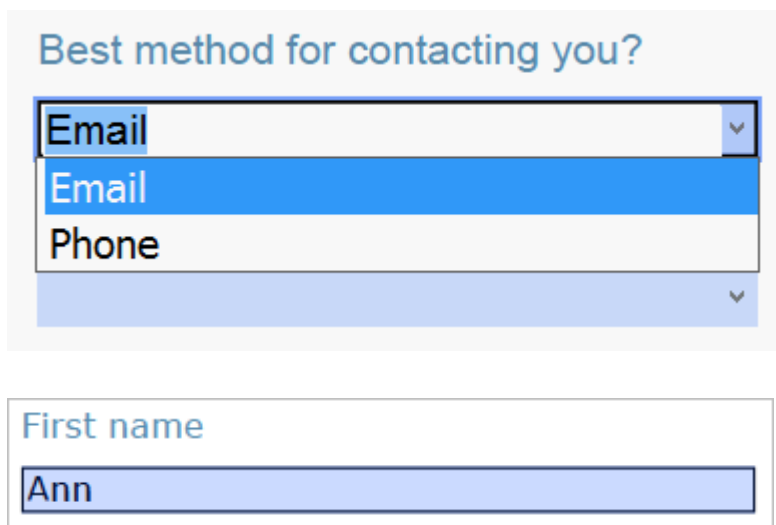 Best method for contacting you?
Email
Email
Phone
First name
Ann